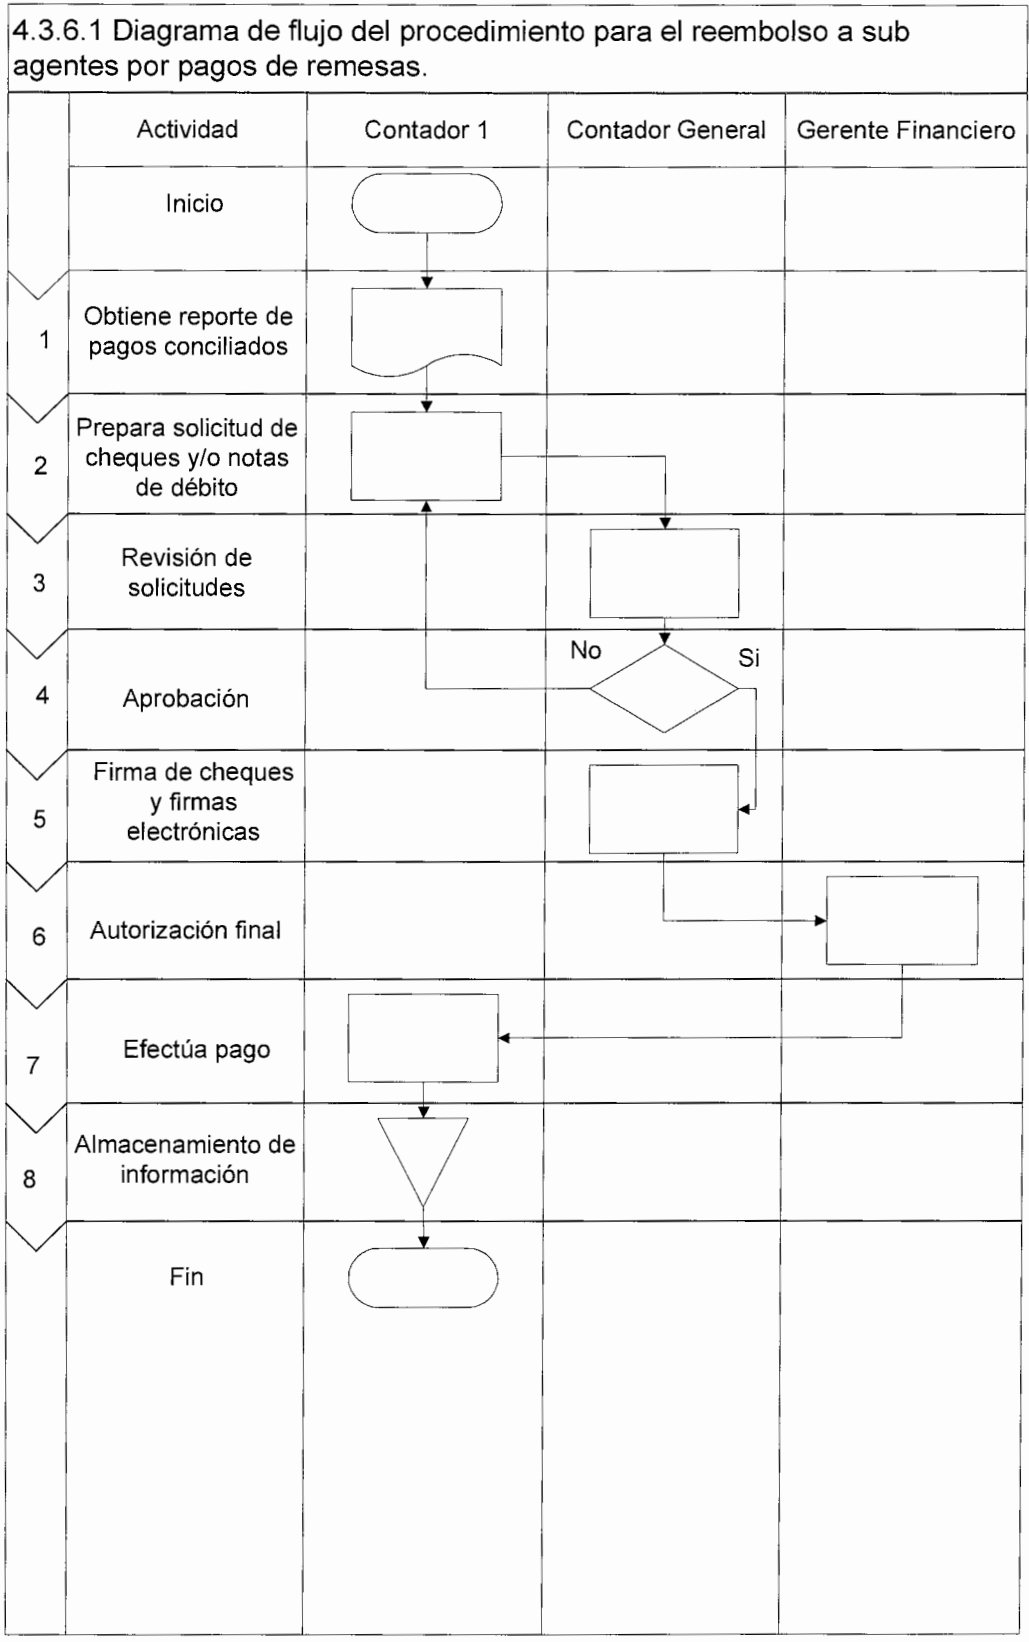 4.3.6.1 Diagrama de flujo del procedimiento para el reembolso a sub
agentes por pagos de remesas.
Actividad
Contador 1
Contador General
Gerente Financiero
Inicio
1
Obtiene reporte de
pagos conciliados
2
Prepara solicitud de
cheques y/o notas
de débito
3
Revisión de
solicitudes
No
Si
4
Aprobación
5
Firma de cheques
y firmas
electrónicas
6
Autorización final
7
Efectúa pago
8
Almacenamiento de
información
Fin